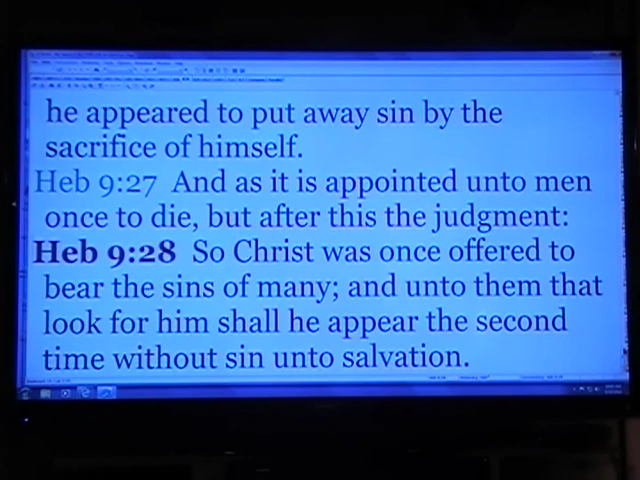 he appeared to put away sin by the
sacrifice of himself.
Heb 9:27 And as it is appointed unto men
once to die, but after this the judgment:
Heb 9:28 So Christ was once offered to
bear the sins of many; and unto them that
look for him shall he appear the second
time without sin unto salvation.